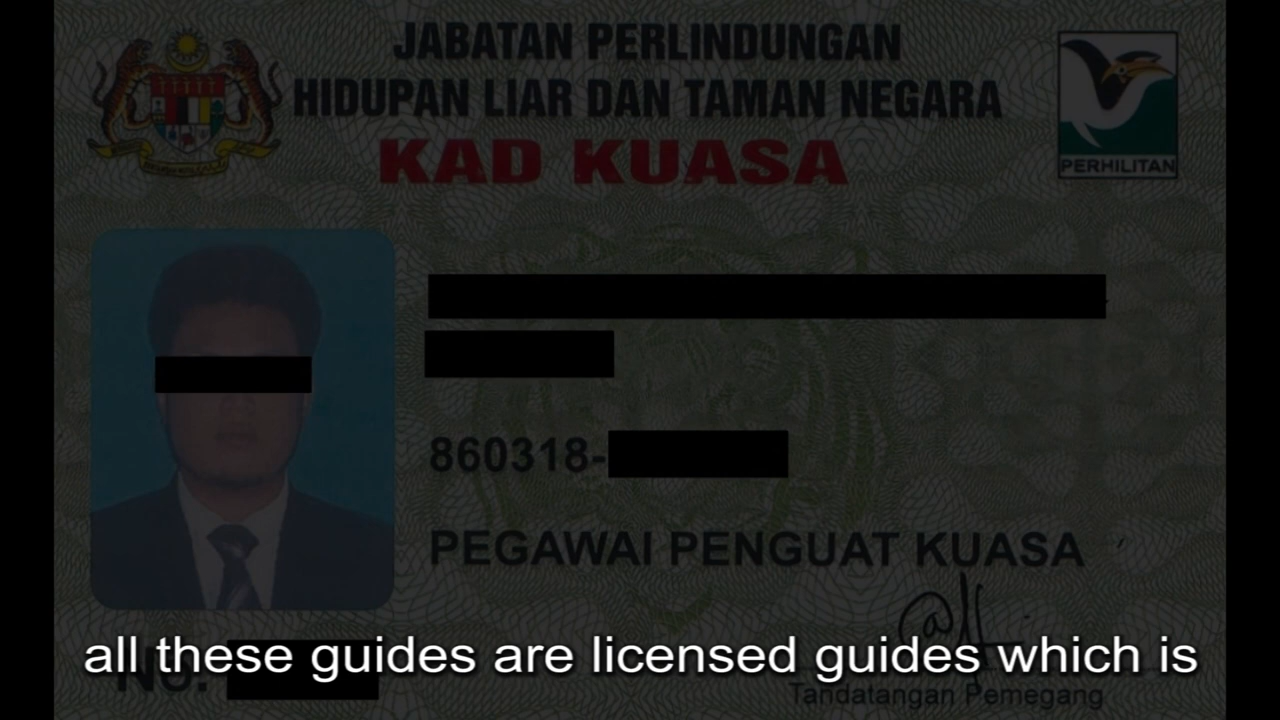 JABATAN PERLINDUNGAN
HIDUPAN LIAR DAN TAMAN NEGARA
KAD KUASA
PERHILITAN
860318-
PEGAWAI PENGUAT KUASA
all these guides are licensed guides which is
NO.
Tandatangan Pemegang